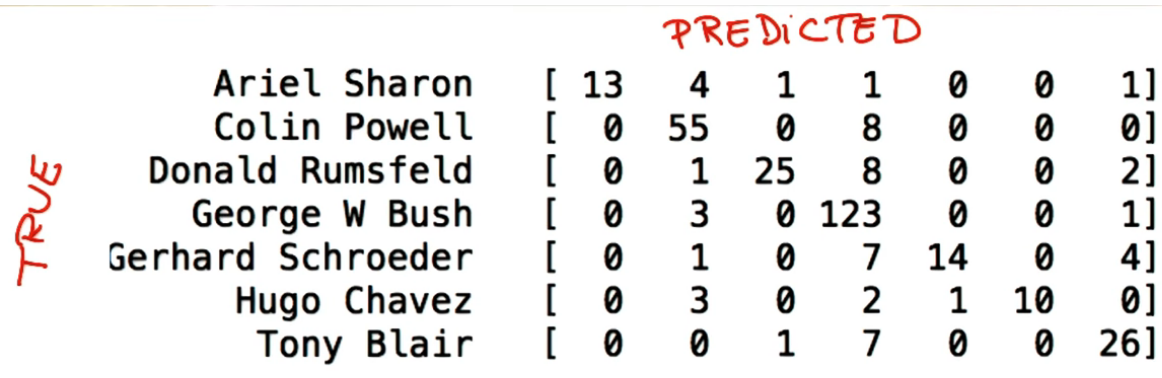 PREDiCTED
Ariel Sharon [ 13 4 1 1 0 0 1]
Colin Powell [ 0 55 0 8 0 0 0]
Donald Rumsfeld [ 0 1 25 8 0 0 2]
TRUE
George W Bush [ 0 3 0 123 0 0 1]
Gerhard Schroeder [ 0 1 0 7 14 0 4]
Hugo Chavez [ 0 3 0 2 1 10 0]
Tony Blair [ 0 0 1 7 0 0 26]